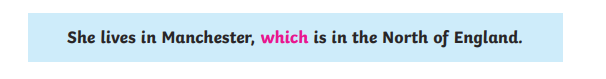 She lives in Manchester, which is in the North of England.